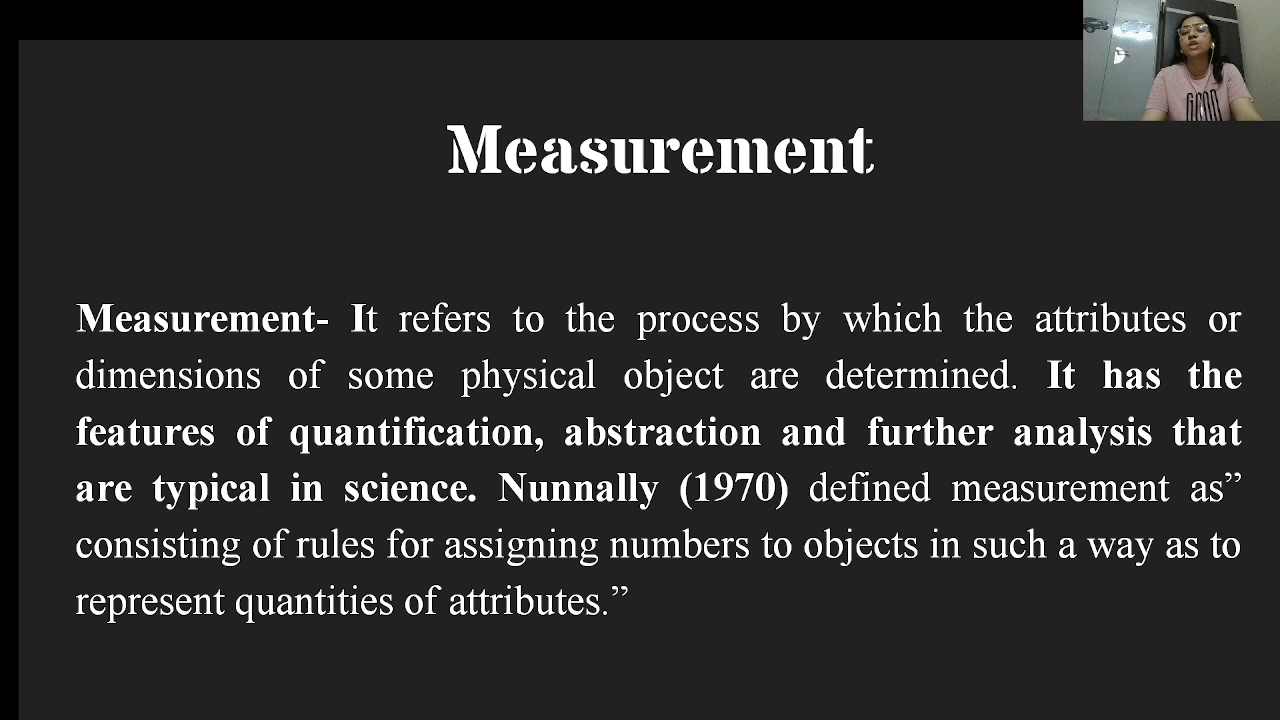 Measurement
Measurement- It refers to the process by which the attributes or
dimensions of some physical object are determined. It has the
features of quantification, abstraction and further analysis that
are typical in science. Nunnally (1970) defined measurement as”
consisting of rules for assigning numbers to objects in such a way as to
represent quantities of attributes.”